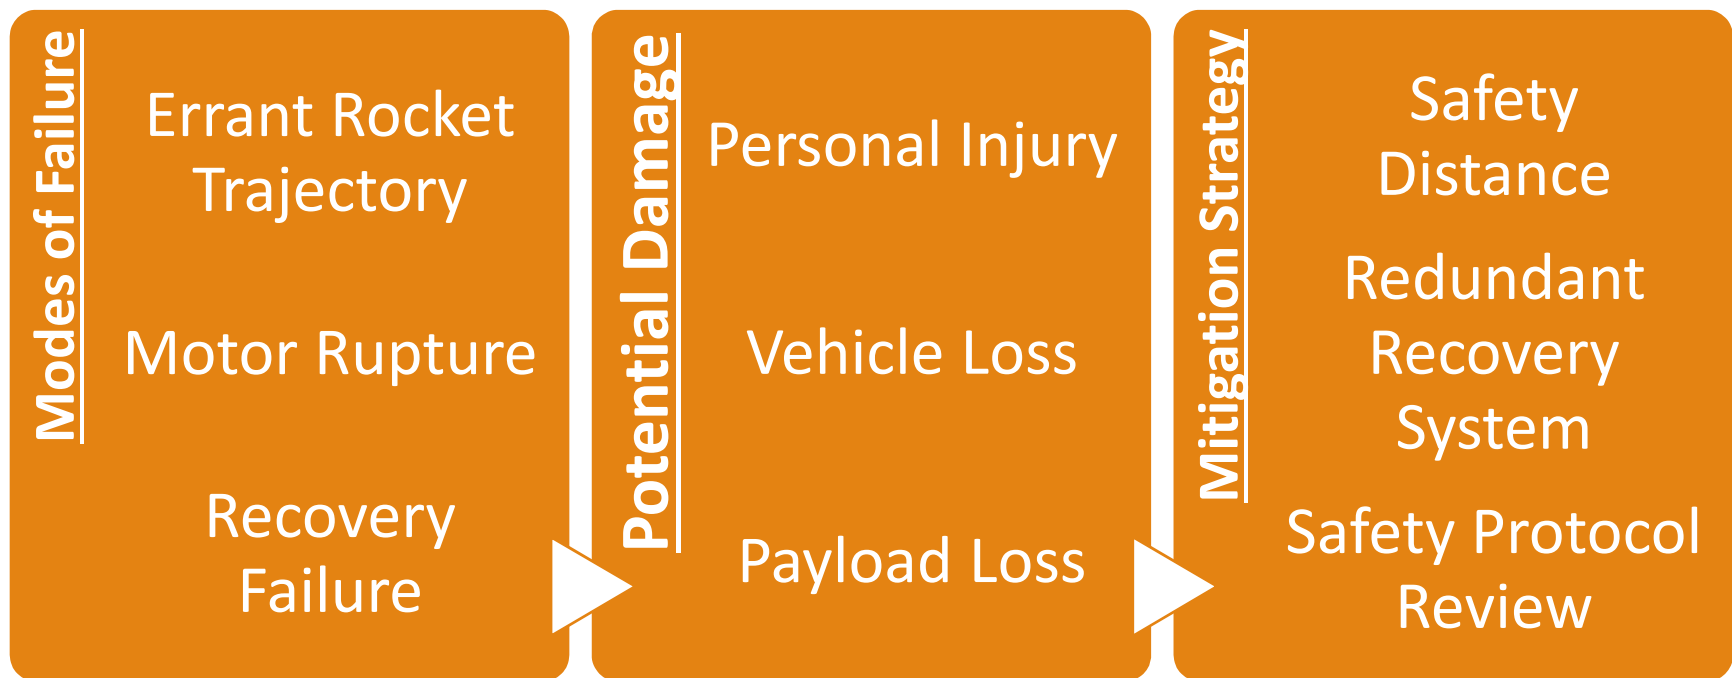 Modes of Failure
Errant Rocket
Trajectory
Motor Rupture
Recovery
Failure
Potential Damage
Personal Injury
Vehicle Loss
Payload Loss
Mitigation Strategy
Safety
Distance
Redundant
Recovery
System
Safety Protocol
Review